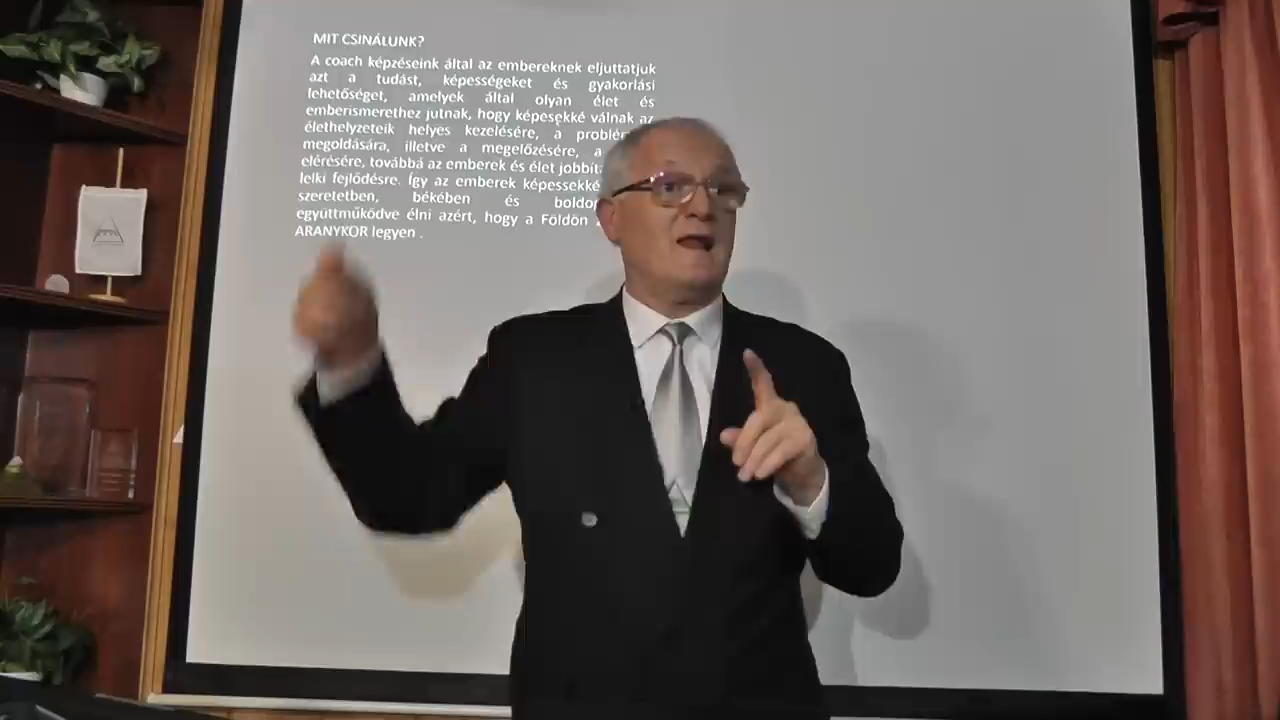 MIT CSINÁLUNK?
A coach képzéseink által az embereknek eljuttatjuk
azt a tudást, képességeket és gyakorlási
lehetőséget, amelyek által olyan élet és
emberismerethez jutnak, hogy képesękké válnak az
élethelyzeteik helyes kezelésére, a
megoldására, illetve a megelőzésére, a
elérésére, továbbá az emberek és élet
lelki fejlődésre. Így az emberek képessekké
szeretetben, békében és
együttműködve élni azért, hogy a Földön
ARANYKOR legyen .